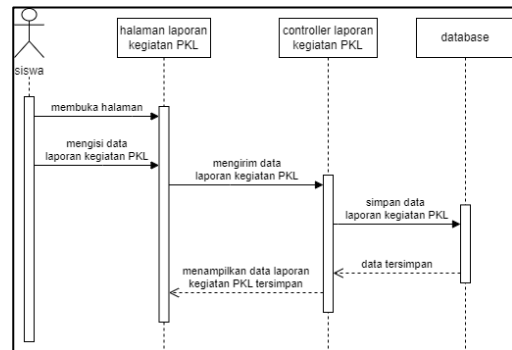 halaman laporan
kegiatan PKL
controller laporan
kegiatan PKL
database
siswa
membuka halaman
mengisi data
laporan kegiatan PKL
mengirim data
laporan kegiatan PKL
simpan data
laporan kegiatan PKL
data tersimpan
menampilkan data laporan
kegiatan PKL tersimpan